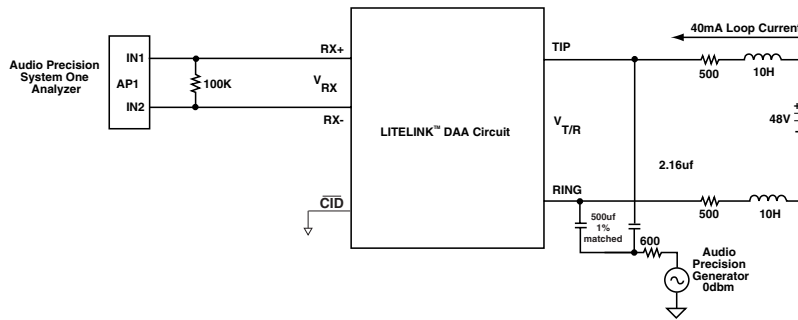 40mA Loop Current
Audio Precision
System One
Analyzer
IN1
AP1
IN2
100K
RX+
V
RX
RX-
CID
LITELINK™ DAA Circuit
TIP
V
T/R
RING
500
10H
+
48V
-
2.16uf
500
10H
500uf
1%
matched
600
Audio
Precision
Generator
0dbm